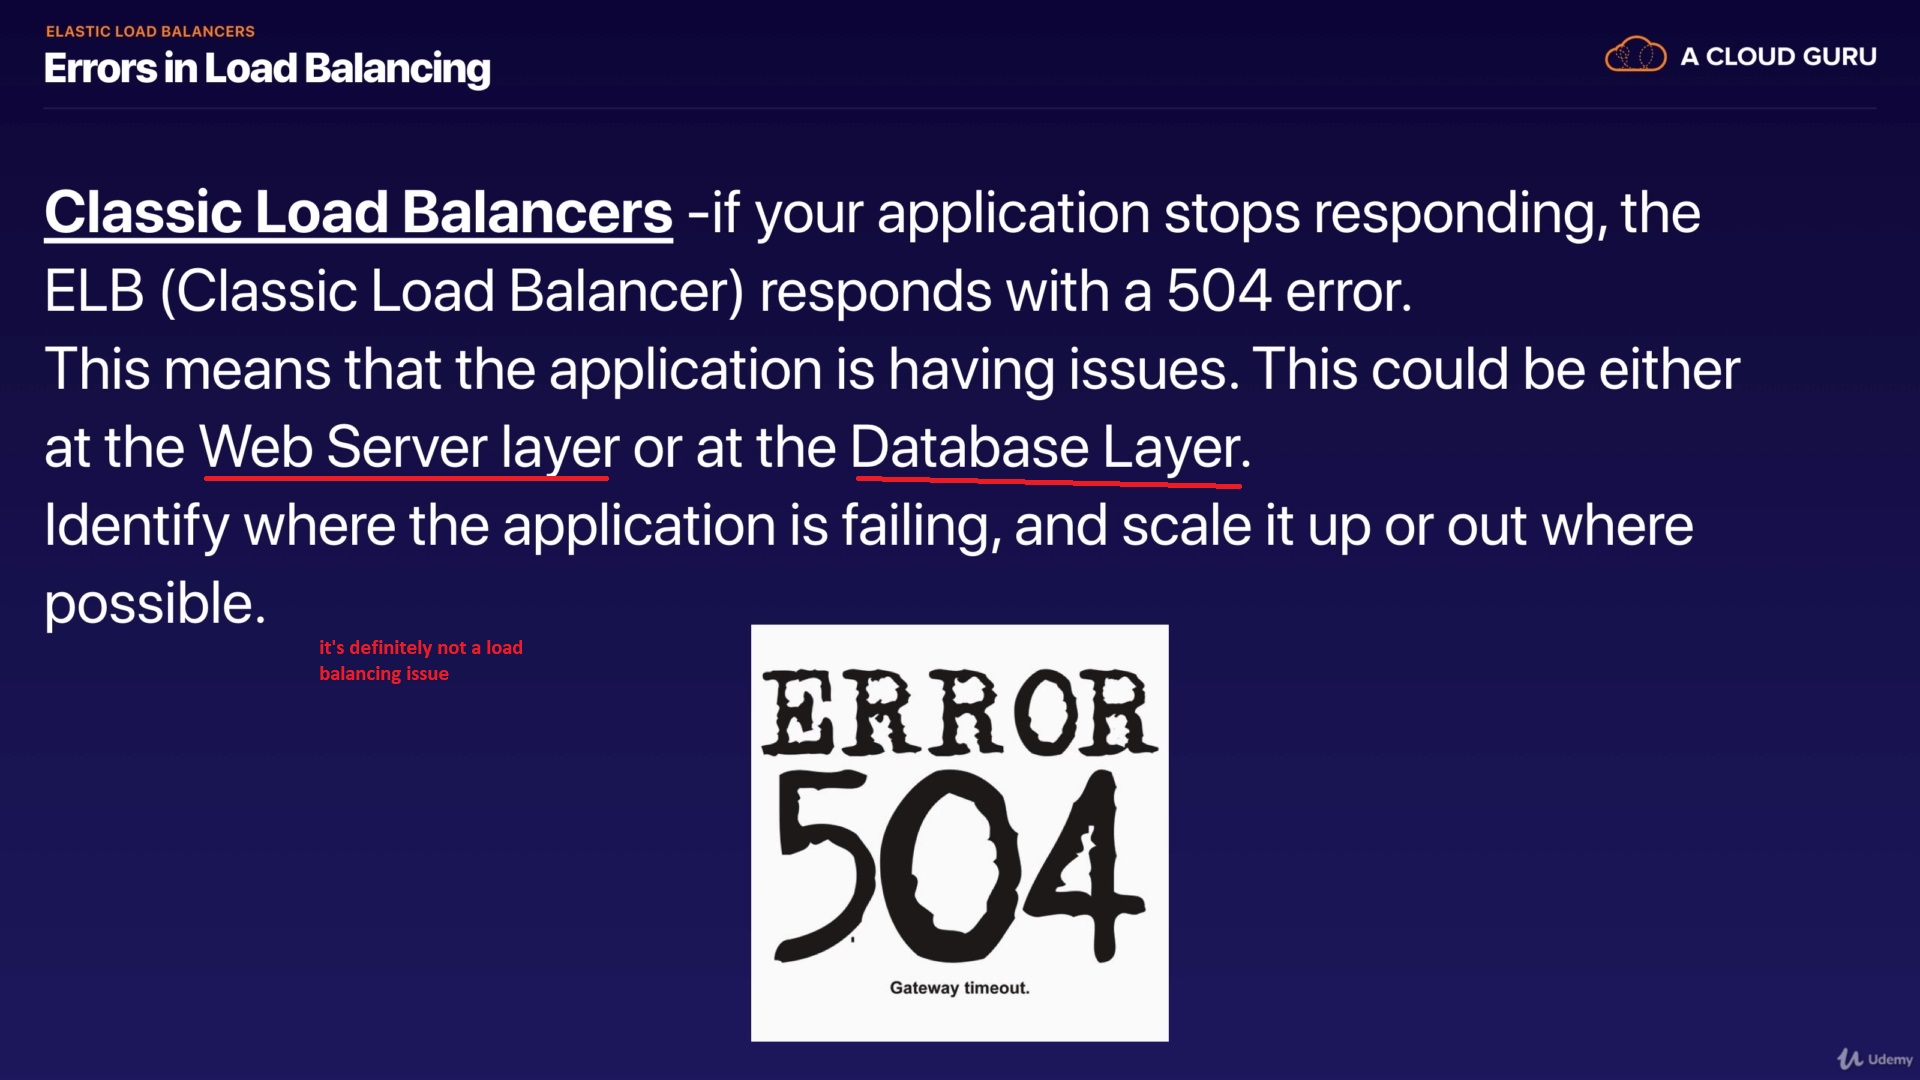 ELASTIC LOAD BALANCERS
Errors in Load Balancing
A CLOUD GURU
Classic Load Balancers -if your application stops responding, the
ELB (Classic Load Balancer) responds with a 504 error.
This means that the application is having issues. This could be either
at the Web Server layer or at the Database Layer.
Identify where the application is failing, and scale it up or out where
possible.
it's definitely not a load
balancing issue
ERROR
504
Gateway timeout.
Udemy